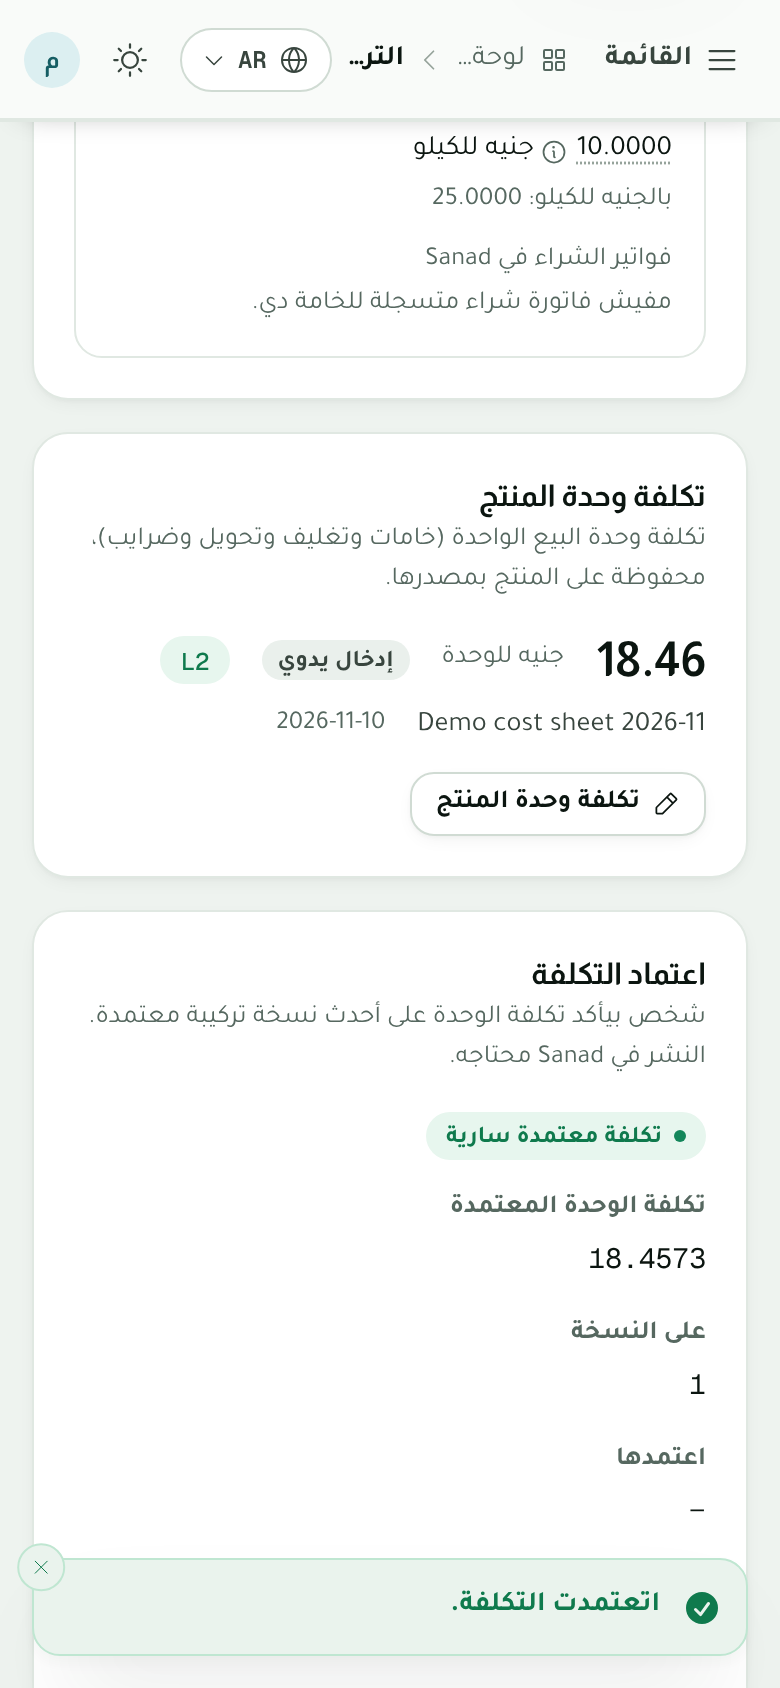 القائمة
لوحة...
التر...
AR
م
10.0000 جنيه للكيلو
بالجنيه للكيلو: 25.0000
فواتير الشراء في Sanad
مفيش فاتورة شراء متسجلة للخامة دي.
تكلفة وحدة المنتج
تكلفة وحدة البيع الواحدة (خامات وتغليف وتحويل وضرايب)،
محفوظة على المنتج بمصدرها.
18.46 جنيه للوحدة إدخال يدوي L2
Demo cost sheet 2026-11 2026-11-10
تكلفة وحدة المنتج
اعتماد التكلفة
شخص بيأكد تكلفة الوحدة على أحدث نسخة تركيبة معتمدة.
النشر في Sanad محتاجه.
تكلفة معتمدة سارية
تكلفة الوحدة المعتمدة
18.4573
على النسخة
1
اعتمدها
–
اتعتمدت التكلفة.